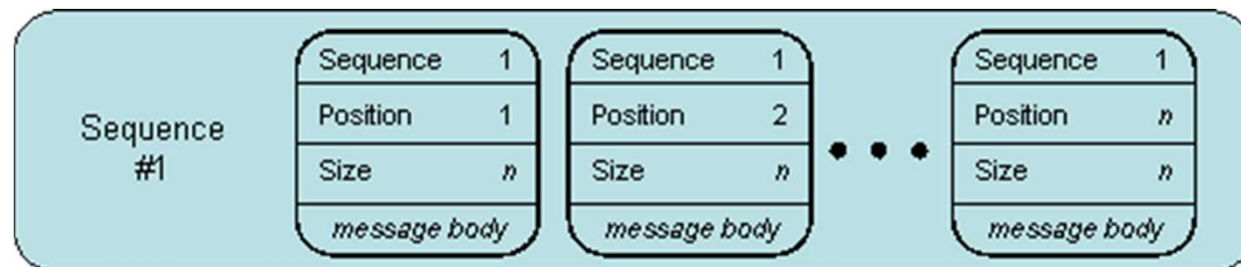 Sequence
#1
Sequence 1
Position 1
Size n
message body
Sequence 1
Position 2
Size n
message body
Sequence 1
Position n
Size n
message body